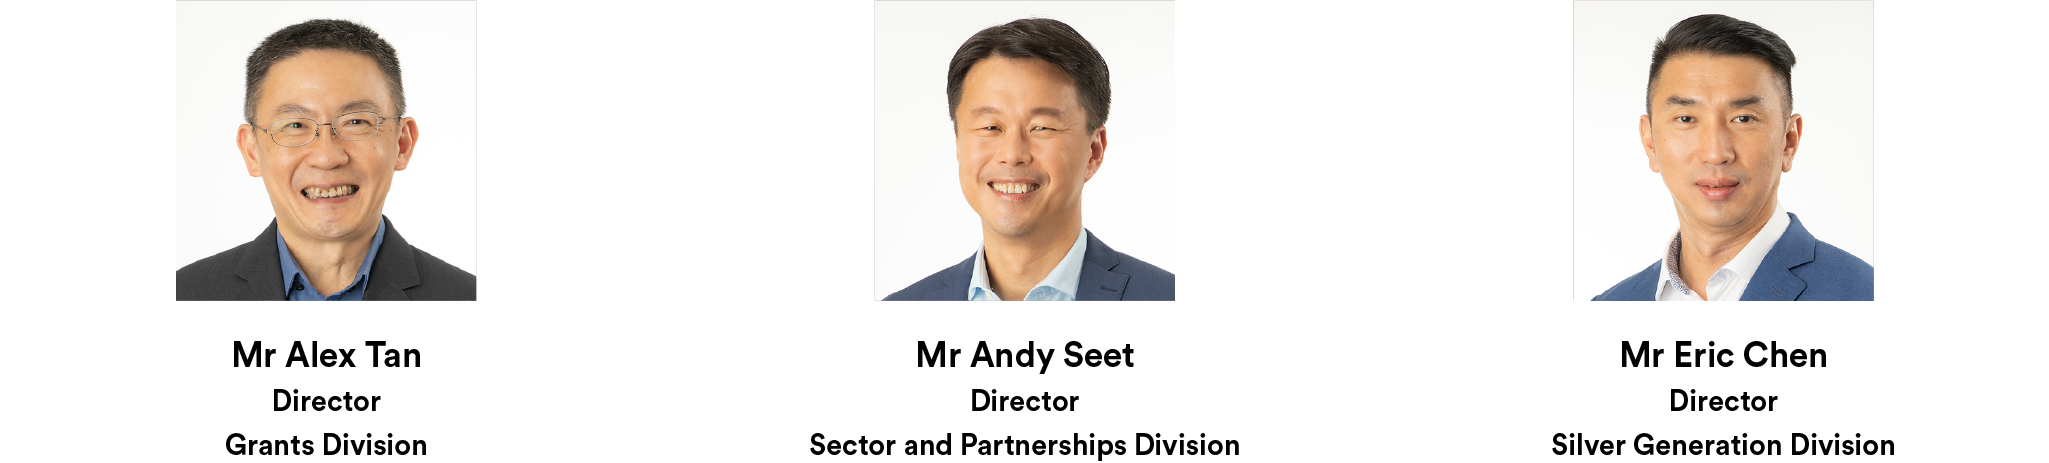 Mr Alex Tan
Director
Grants Division
Mr Andy Seet
Director
Sector and Partnerships Division
Mr Eric Chen
Director
Silver Generation Division